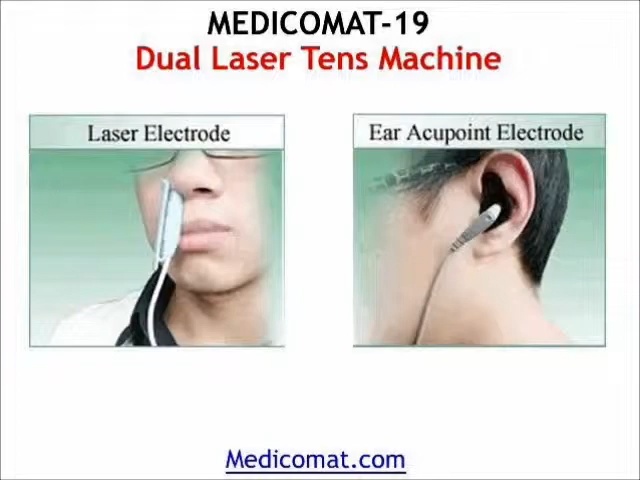 MEDICOMAT-19
Dual Laser Tens Machine
Laser Electrode
Ear Acupoint Electrode
Medicomat.com